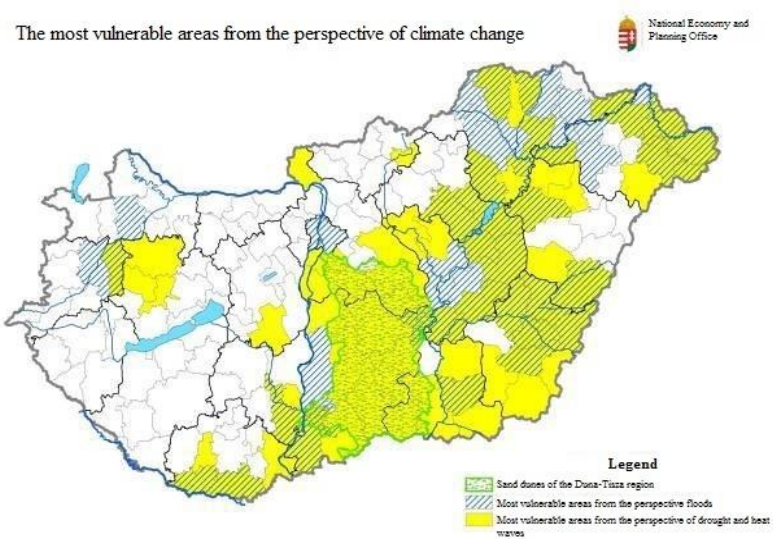 The most vulnerable areas from the perspective of climate change
National Economy and
Planning Office
Legend
Sand dunes of the Duna-Tisza region
Most vulnerable areas from the perspective floods
Most vulnerable areas from the perspective of drought and heat
waves